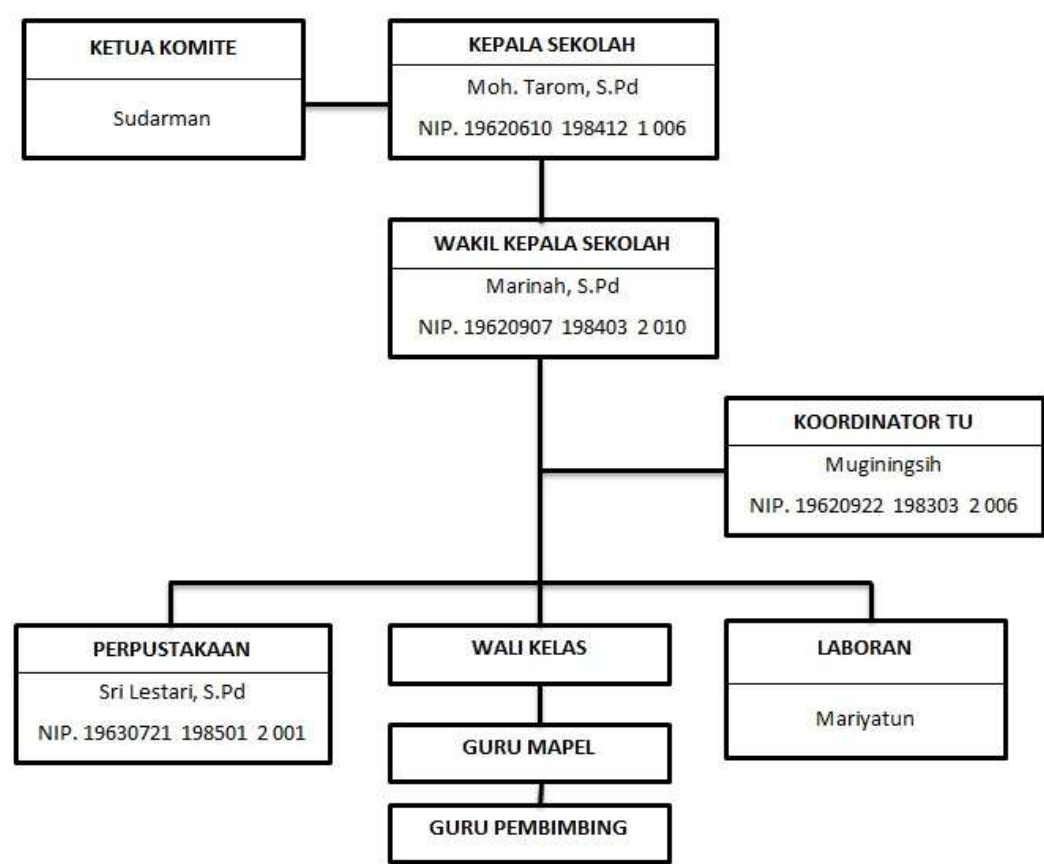 KETUA KOMITE
Sudarman
KEPALA SEKOLAH
Moh. Tarom, S.Pd
NIP. 19620610 198412 1 006
WAKIL KEPALA SEKOLAH
Marinah, S.Pd
NIP. 19620907 198403 2 010
KOORDINATOR TU
Muginingsih
NIP. 19620922 198303 2 006
PERPUSTAKAAN
Sri Lestari, S.Pd
NIP. 19630721 198501 2 001
WALI KELAS
GURU MAPEL
GURU PEMBIMBING
LABORAN
Mariyatun